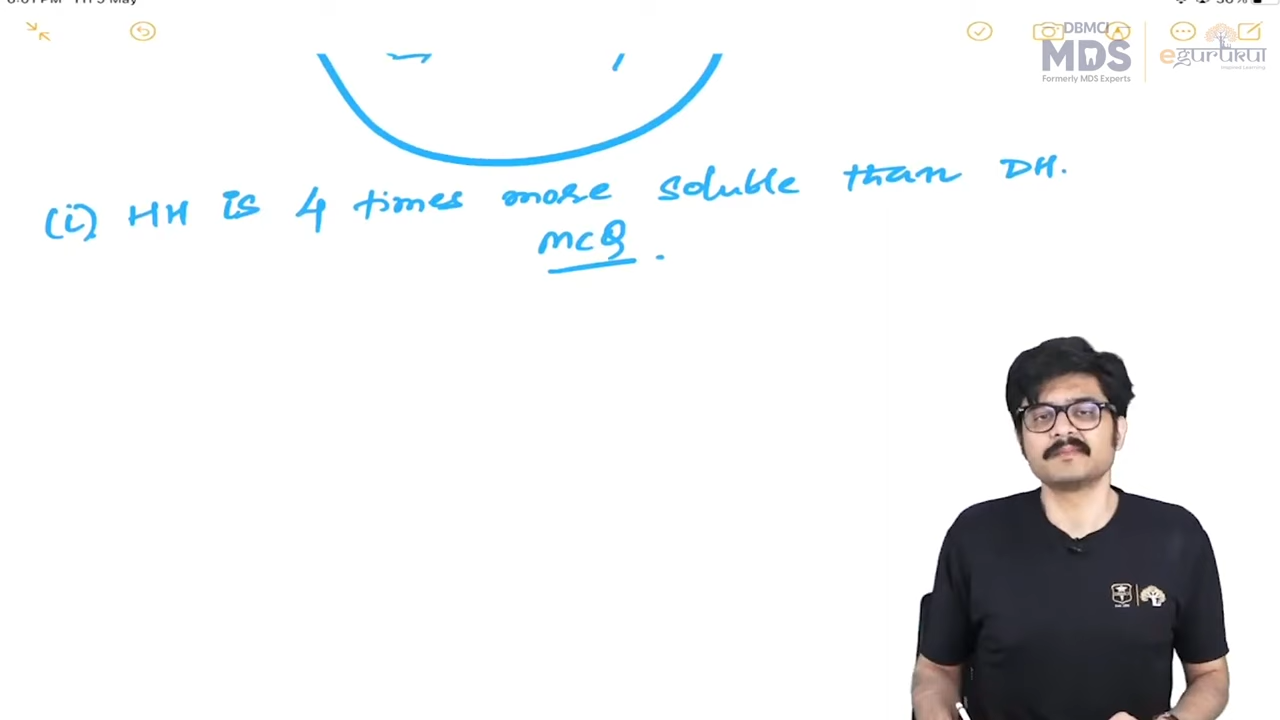 DBMCI
MDS
Formerly MDS Experts
egurukul
(i) HH is 4 times more soluble than DH.
MCQ.